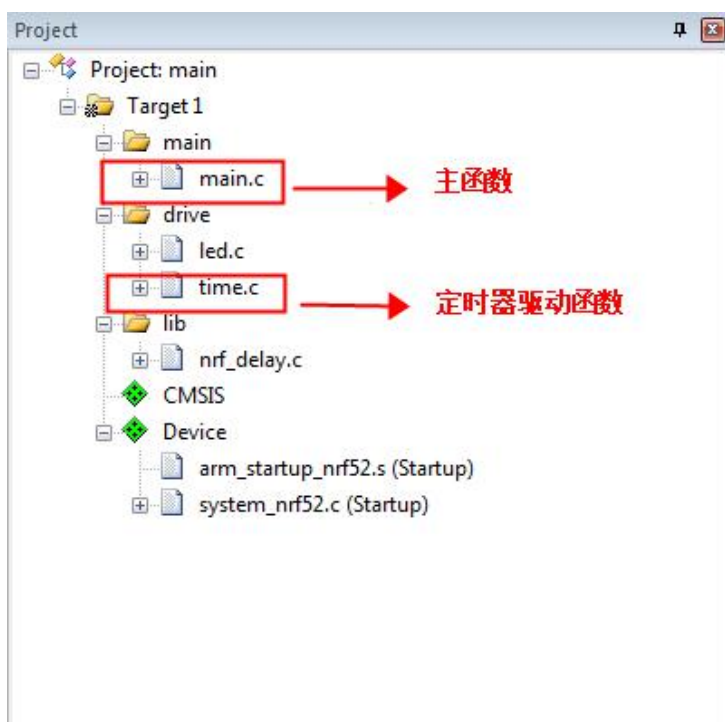 Project
Project: main
Target 1
main
main.c 主函数
drive
led.c
time.c 定时器驱动函数
lib
nrf_delay.c
CMSIS
Device
arm_startup_nrf52.s (Startup)
system_nrf52.c (Startup)